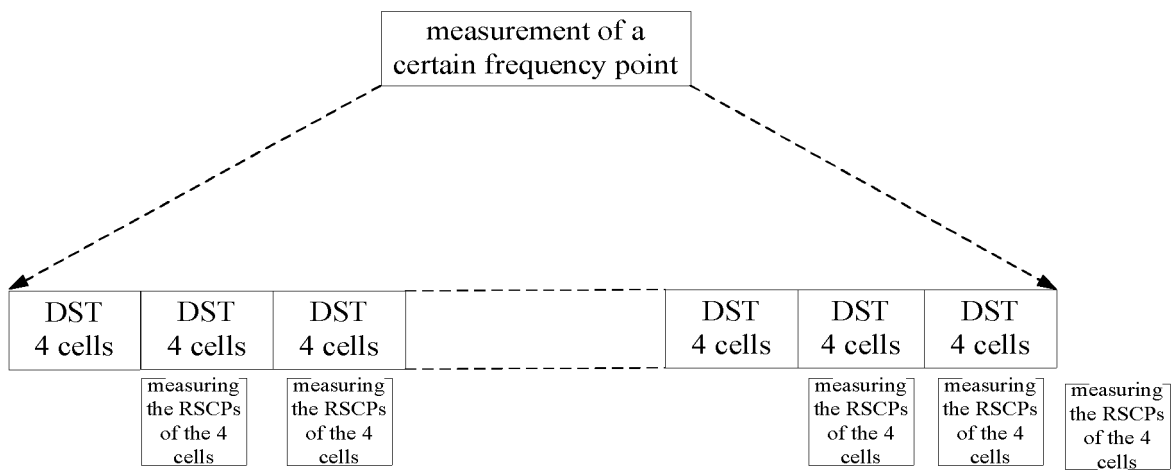 measurement of a
certain frequency point
DST
4 cells
DST
4 cells
DST
4 cells
DST
4 cells
DST
4 cells
DST
4 cells
measuring
the RSCPs
of the 4
cells
measuring
the RSCPs
of the 4
cells
measuring
the RSCPs
of the 4
cells
measuring
the RSCPs
of the 4
cells
measuring
the RSCPs
of the 4
cells